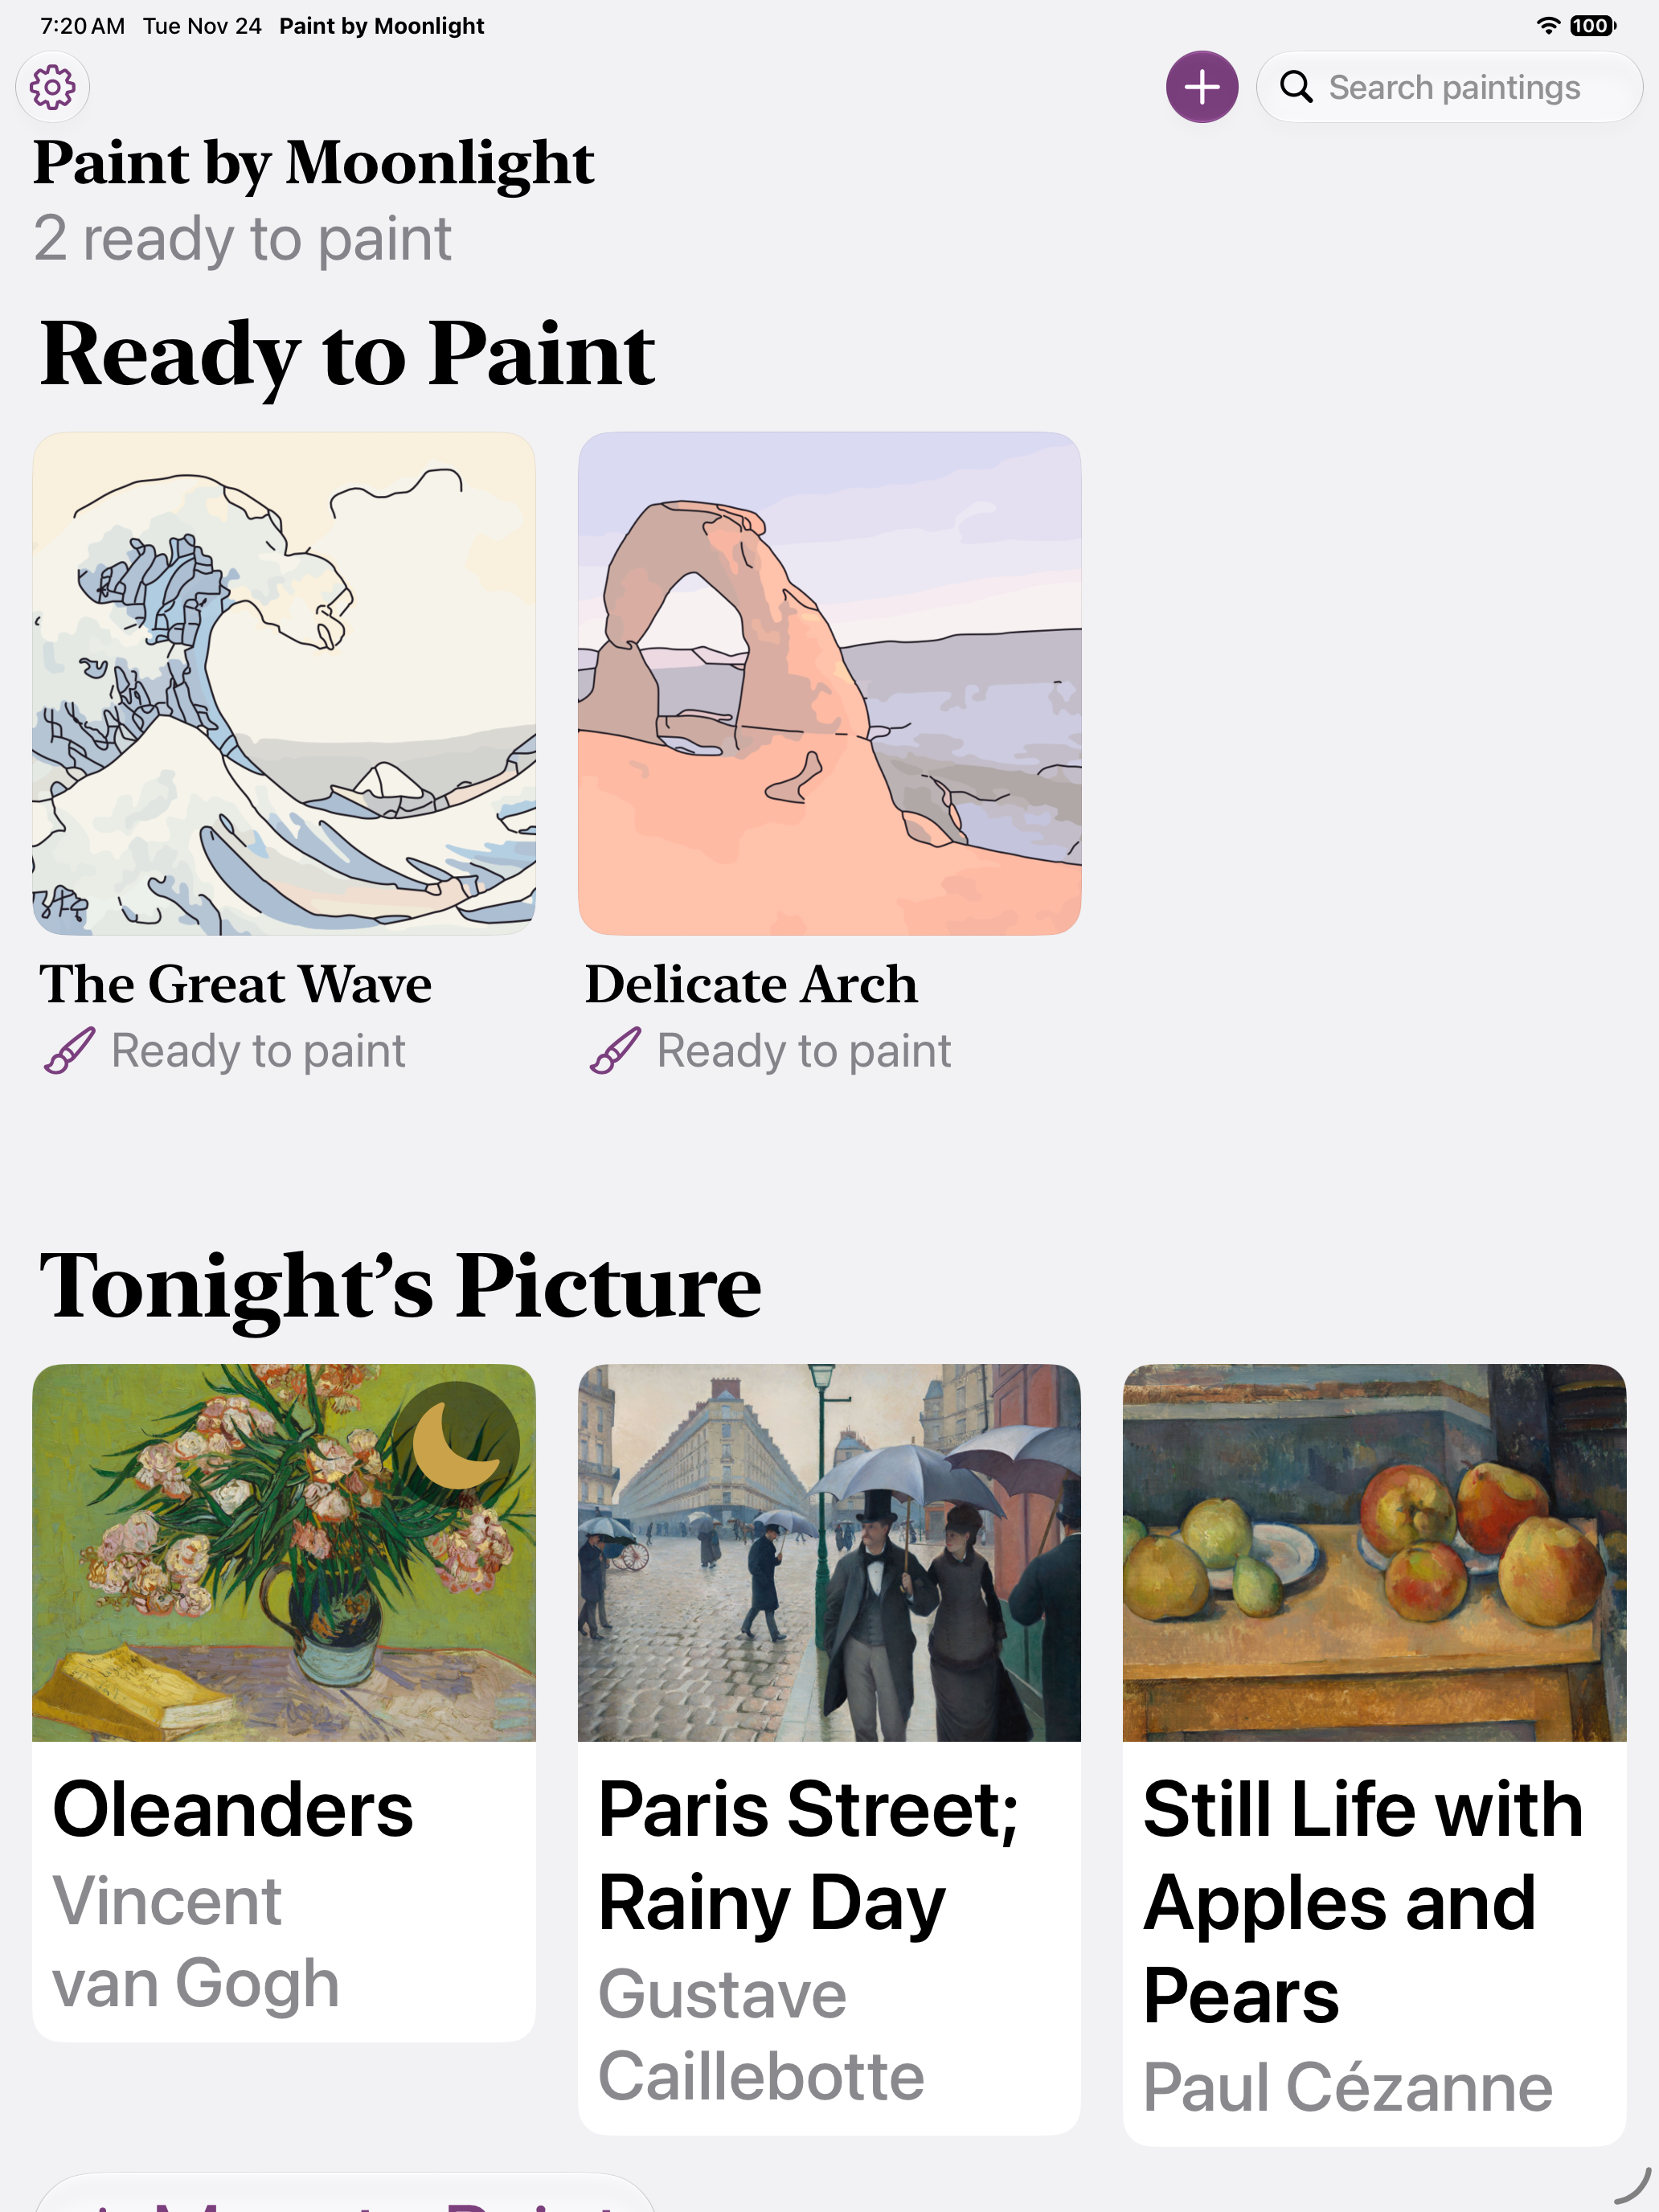 7:20 AM Tue Nov 24 Paint by Moonlight
100
Search paintings
Paint by Moonlight
2 ready to paint
Ready to Paint
The Great Wave
Ready to paint
Delicate Arch
Ready to paint
Tonight’s Picture
Oleanders
Vincent
van Gogh
Paris Street;
Rainy Day
Gustave
Caillebotte
Still Life with
Apples and
Pears
Paul Cézanne